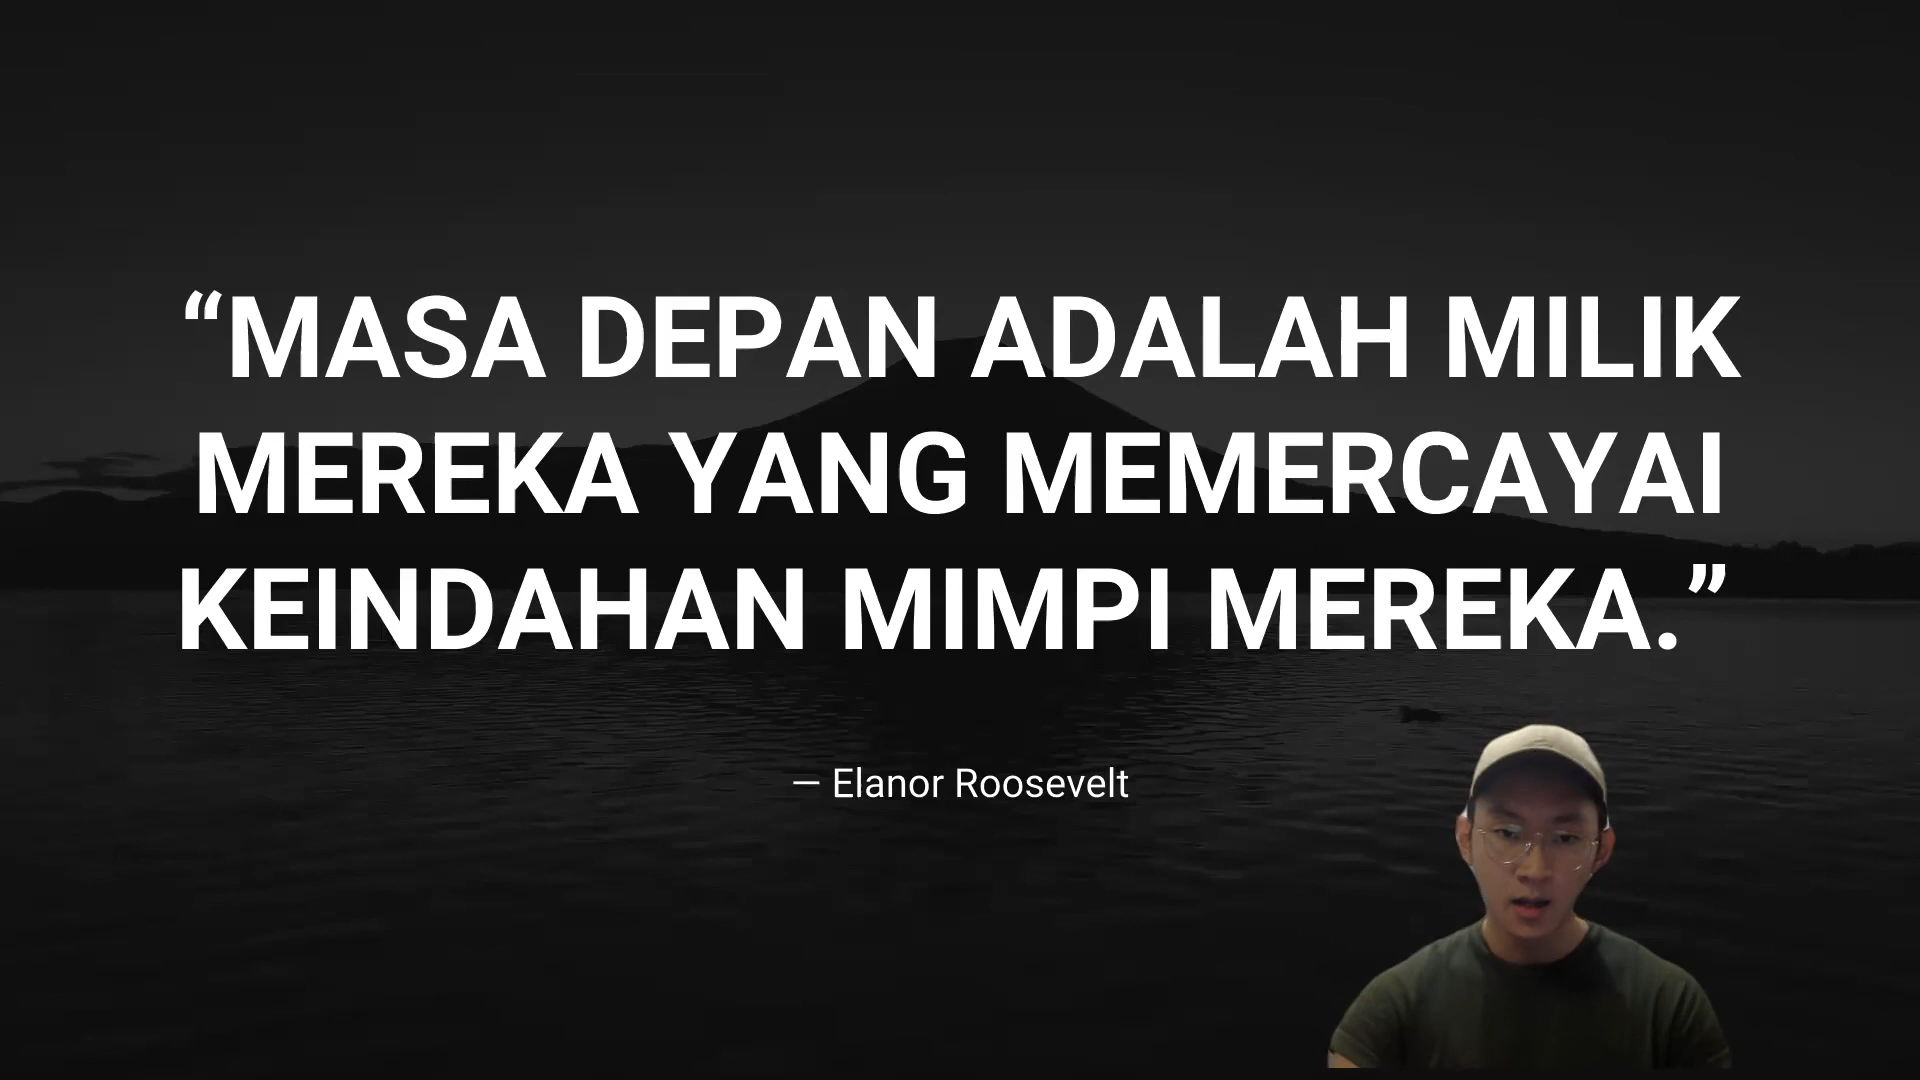 “MASA DEPAN ADALAH MILIK
MEREKA YANG MEMERCAYAI
KEINDAHAN MIMPI MEREKA.”
— Elanor Roosevelt